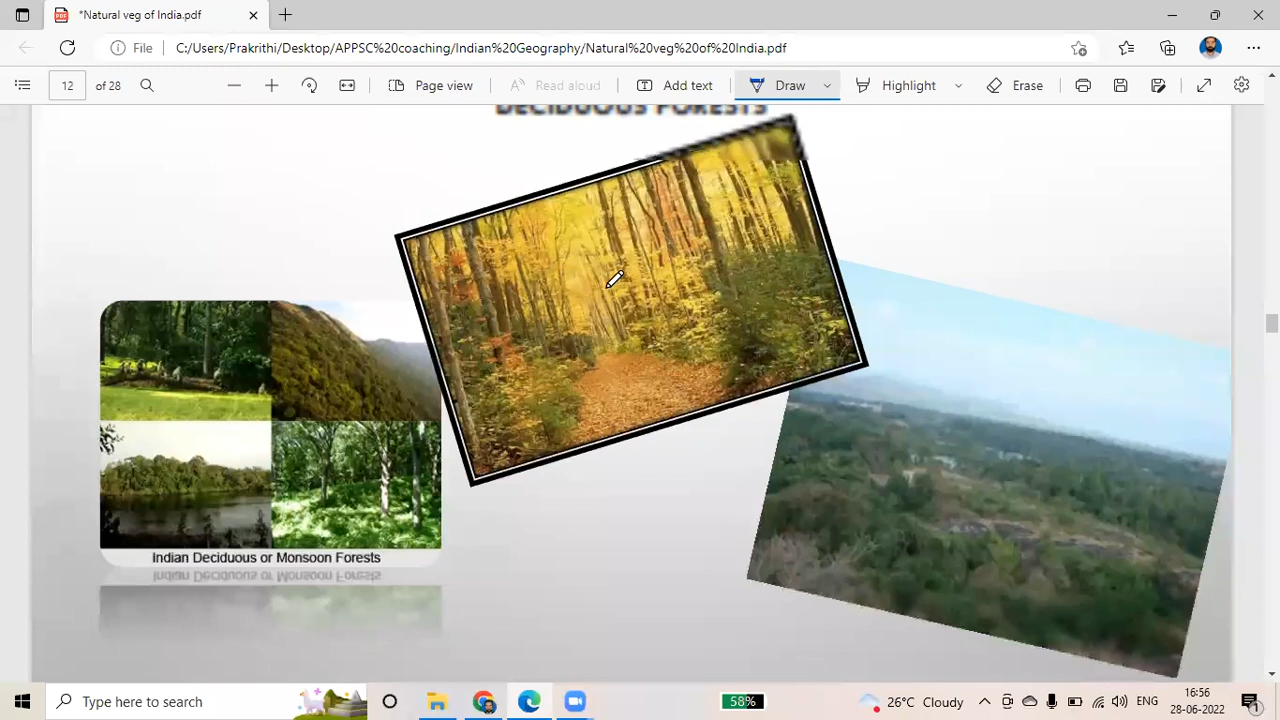 *Natural veg of India.pdf
File
C:/Users/Prakrithi/Desktop/APPSC%20coaching/indian%20Geography/Natural%20veg%20of%20India.pdf
12 of 28
Page view
Read aloud
Add text
Draw
Highlight
Erase
DECIDUOUS FORESTS
Indian Deciduous or Monsoon Forests
Type here to search
58%
26°C Cloudy
ENG
16:56
28-06-2022
1